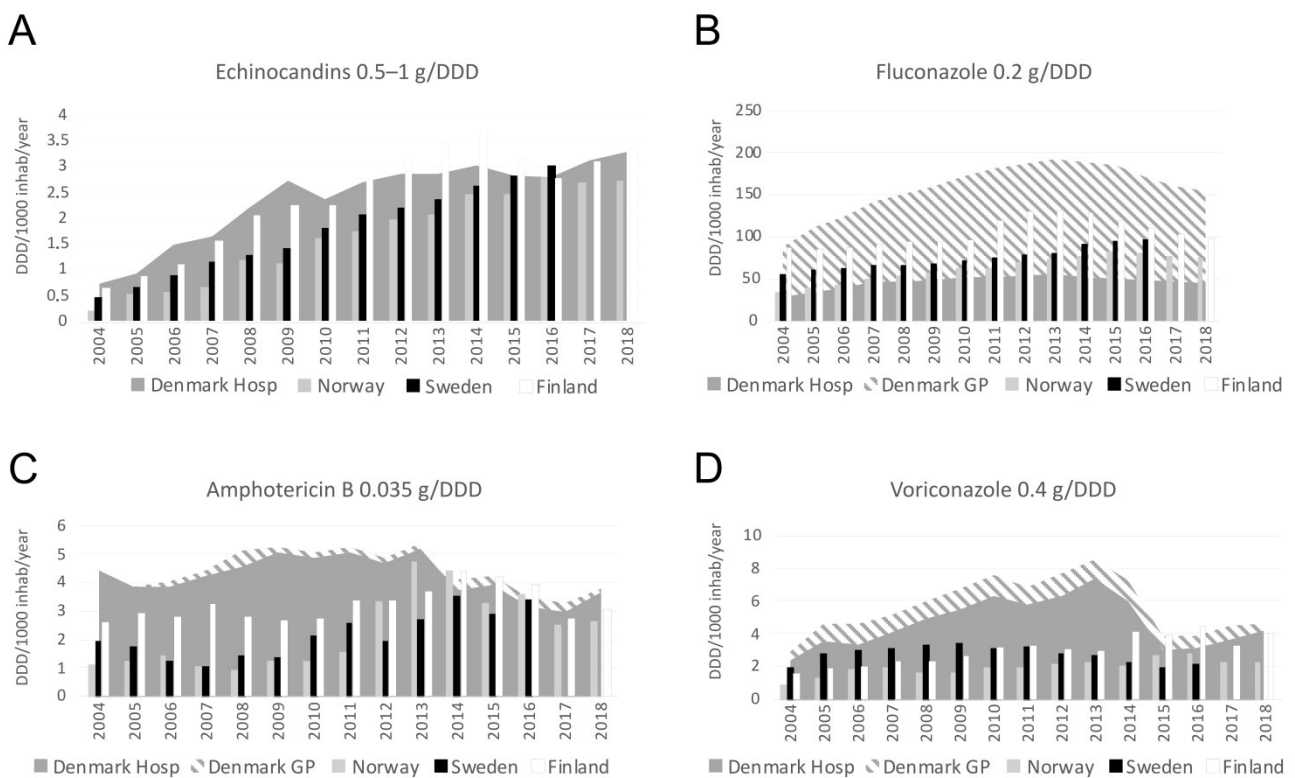 A
Echinocandins 0.5–1 g/DDD
DDD/1000 inhab/year
4
3.5
3
2.5
2
1.5
1
0.5
0
2004 2005 2006 2007 2008 2009 2010 2011 2012 2013 2014 2015 2016 2017 2018
Denmark Hosp Norway Sweden Finland
B
Fluconazole 0.2 g/DDD
DDD/1000 inhab/year
250
200
150
100
50
0
2004 2005 2006 2007 2008 2009 2010 2011 2012 2013 2014 2015 2016 2017 2018
Denmark Hosp Denmark GP Norway Sweden Finland
C
Amphotericin B 0.035 g/DDD
DDD/1000 inhab/year
6
5
4
3
2
1
0
2004 2005 2006 2007 2008 2009 2010 2011 2012 2013 2014 2015 2016 2017 2018
Denmark Hosp Denmark GP Norway Sweden Finland
D
Voriconazole 0.4 g/DDD
DDD/1000 inhab/year
10
8
6
4
2
0
2004 2005 2006 2007 2008 2009 2010 2011 2012 2013 2014 2015 2016 2017 2018
Denmark Hosp Denmark GP Norway Sweden Finland